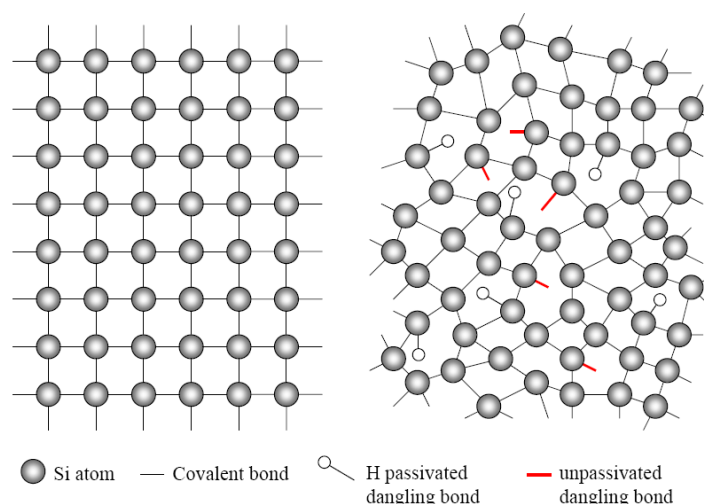 Si atom
Covalent bond
H passivated
dangling bond
unpassivated
dangling bond